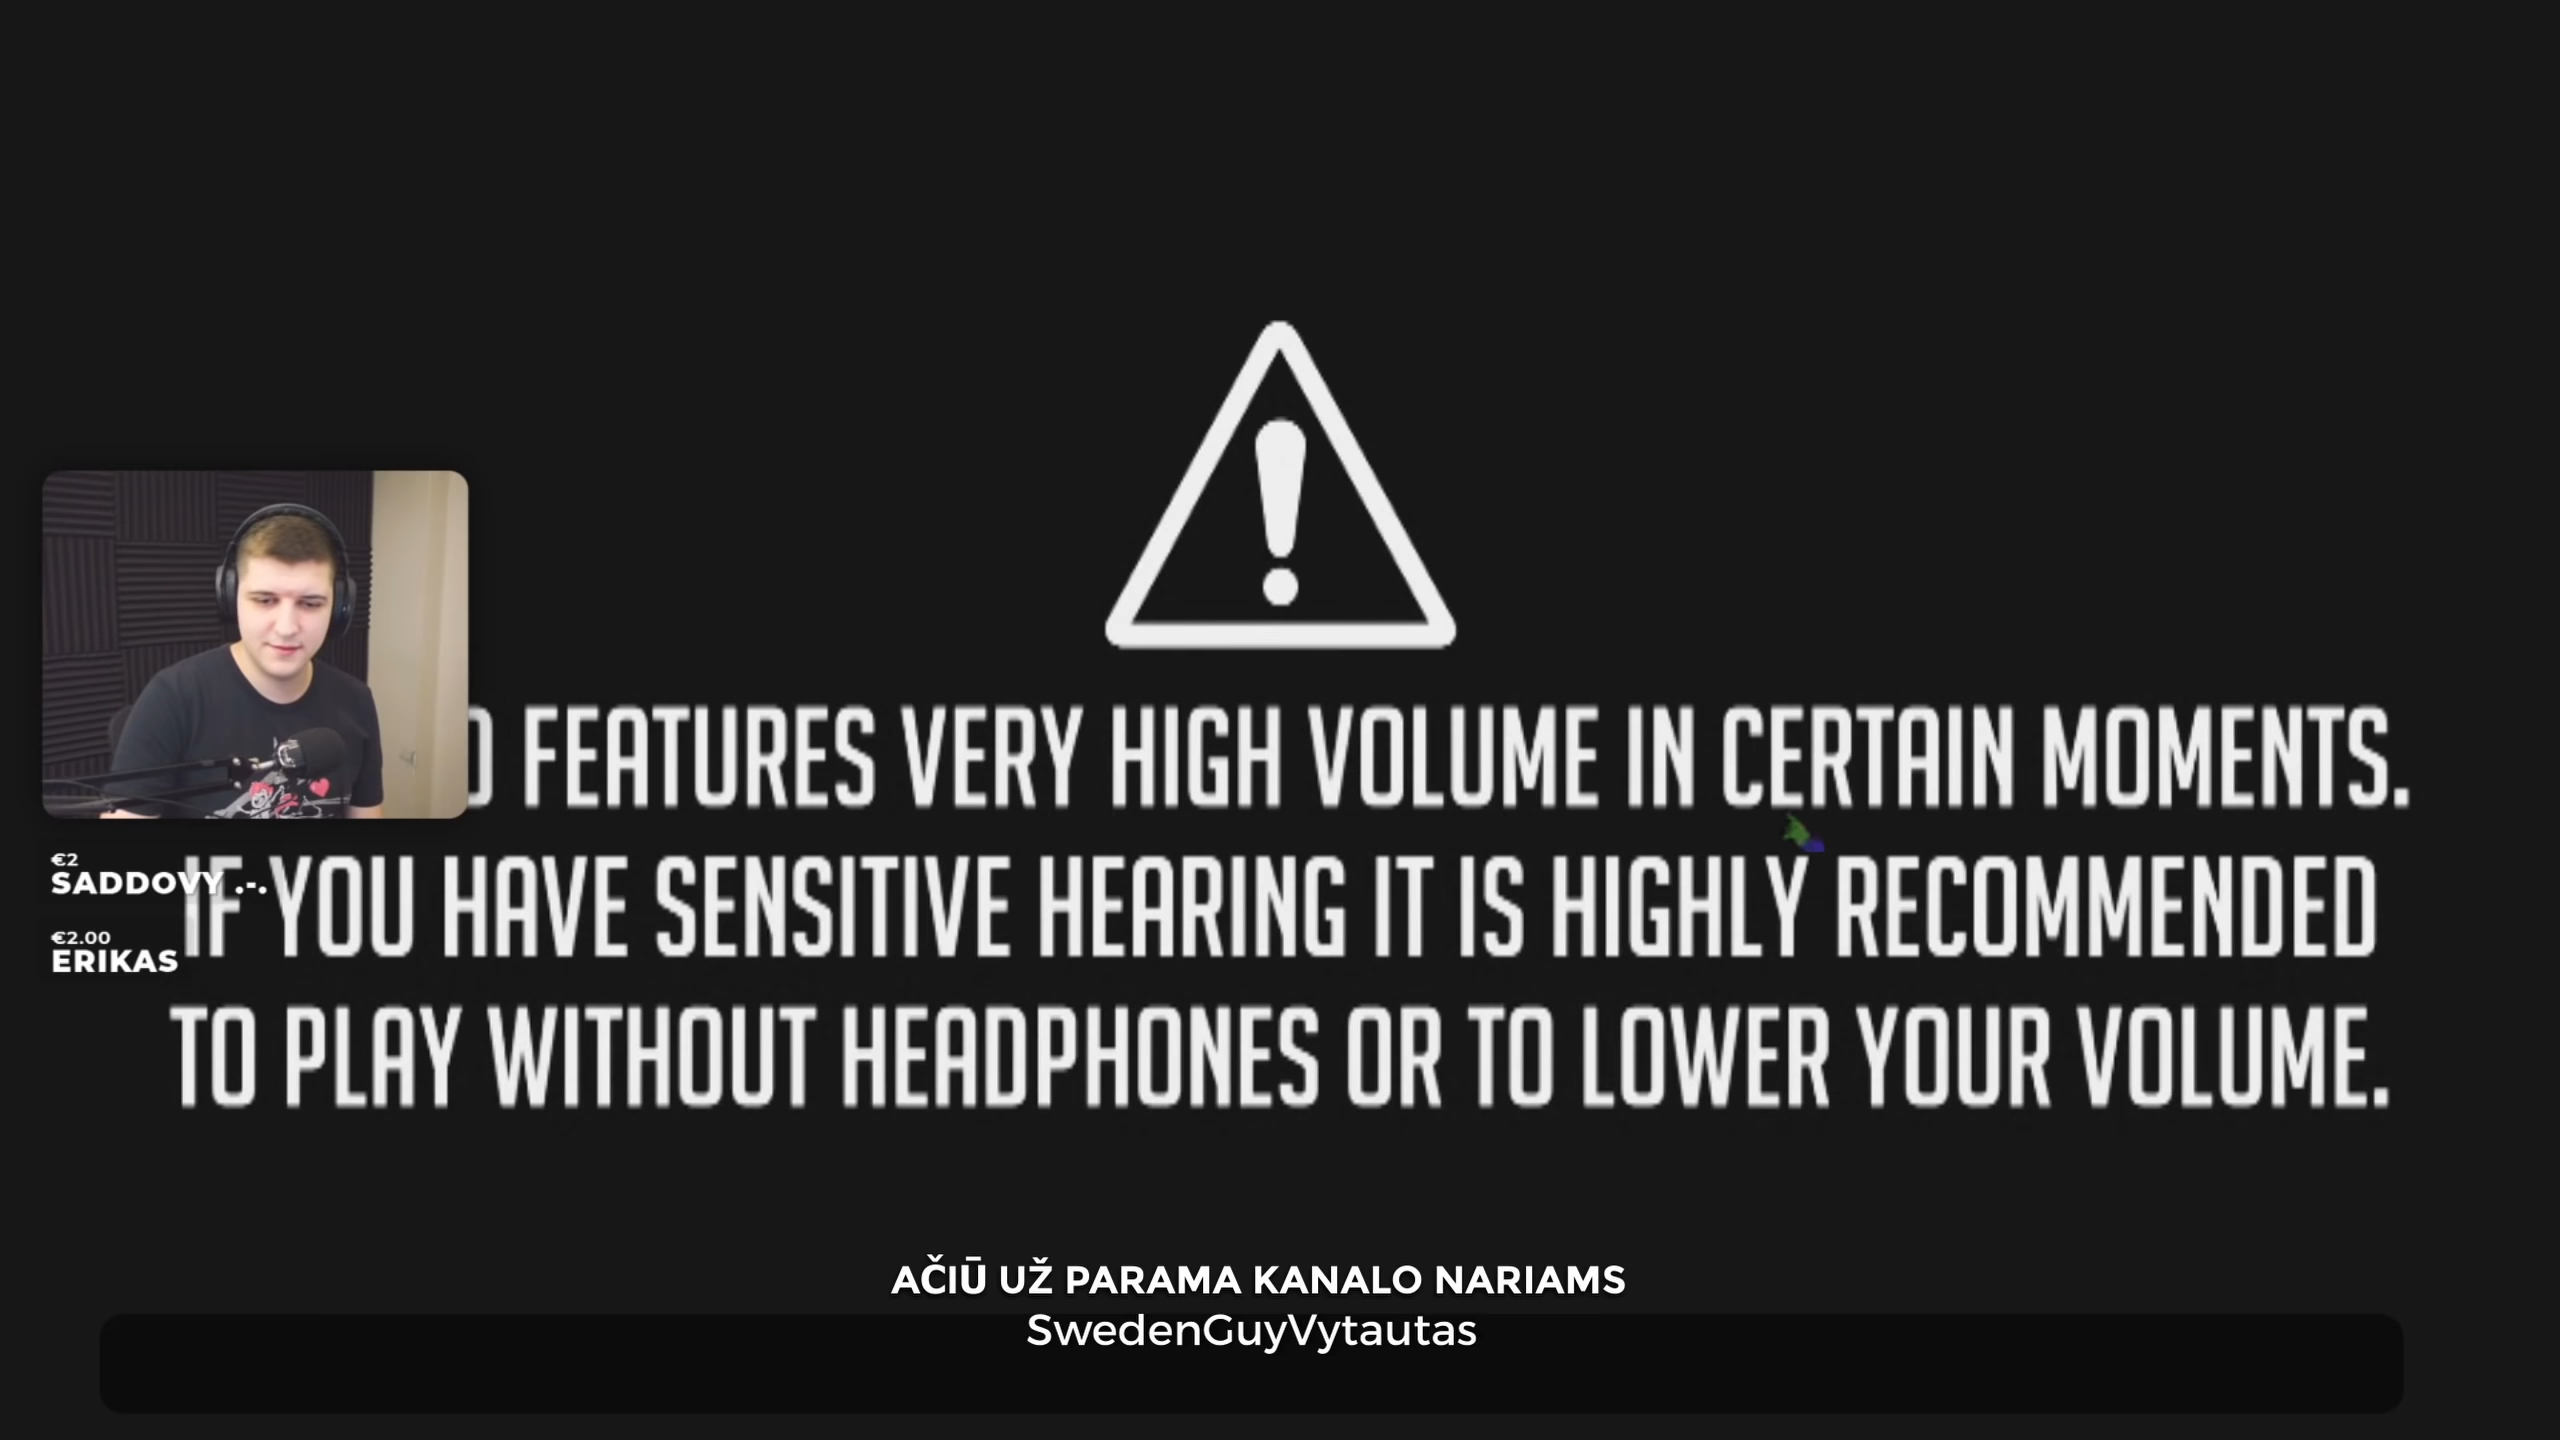 FEATURES VERY HIGH VOLUME IN CERTAIN MOMENTS.
IF YOU HAVE SENSITIVE HEARING IT IS HIGHLY RECOMMENDED
TO PLAY WITHOUT HEADPHONES OR TO LOWER YOUR VOLUME.
€2
SADDOVY .-.
€2.00
ERIKAS
AČIŪ UŽ PARAMA KANALO NARIAMS
SwedenGuyVytautas